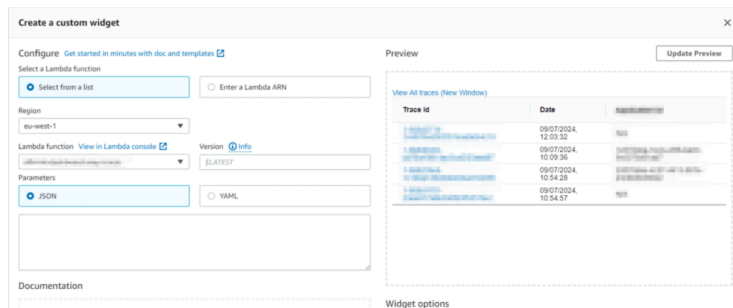 Create a custom widget
Configure Get started in minutes with doc and templates
Select a Lambda function
Select from a list
Enter a Lambda ARN
Region
eu-west-1
Lambda function View in Lambda console
Version Info
$LATEST
Parameters
JSON
YAML
Documentation
Preview
Update Preview
View All traces (New Window)
Trace Id Date
09/07/2024,
12:03:32
09/07/2024,
10:09:36
09/07/2024,
10:54:28
09/07/2024,
10:54:57
Widget options